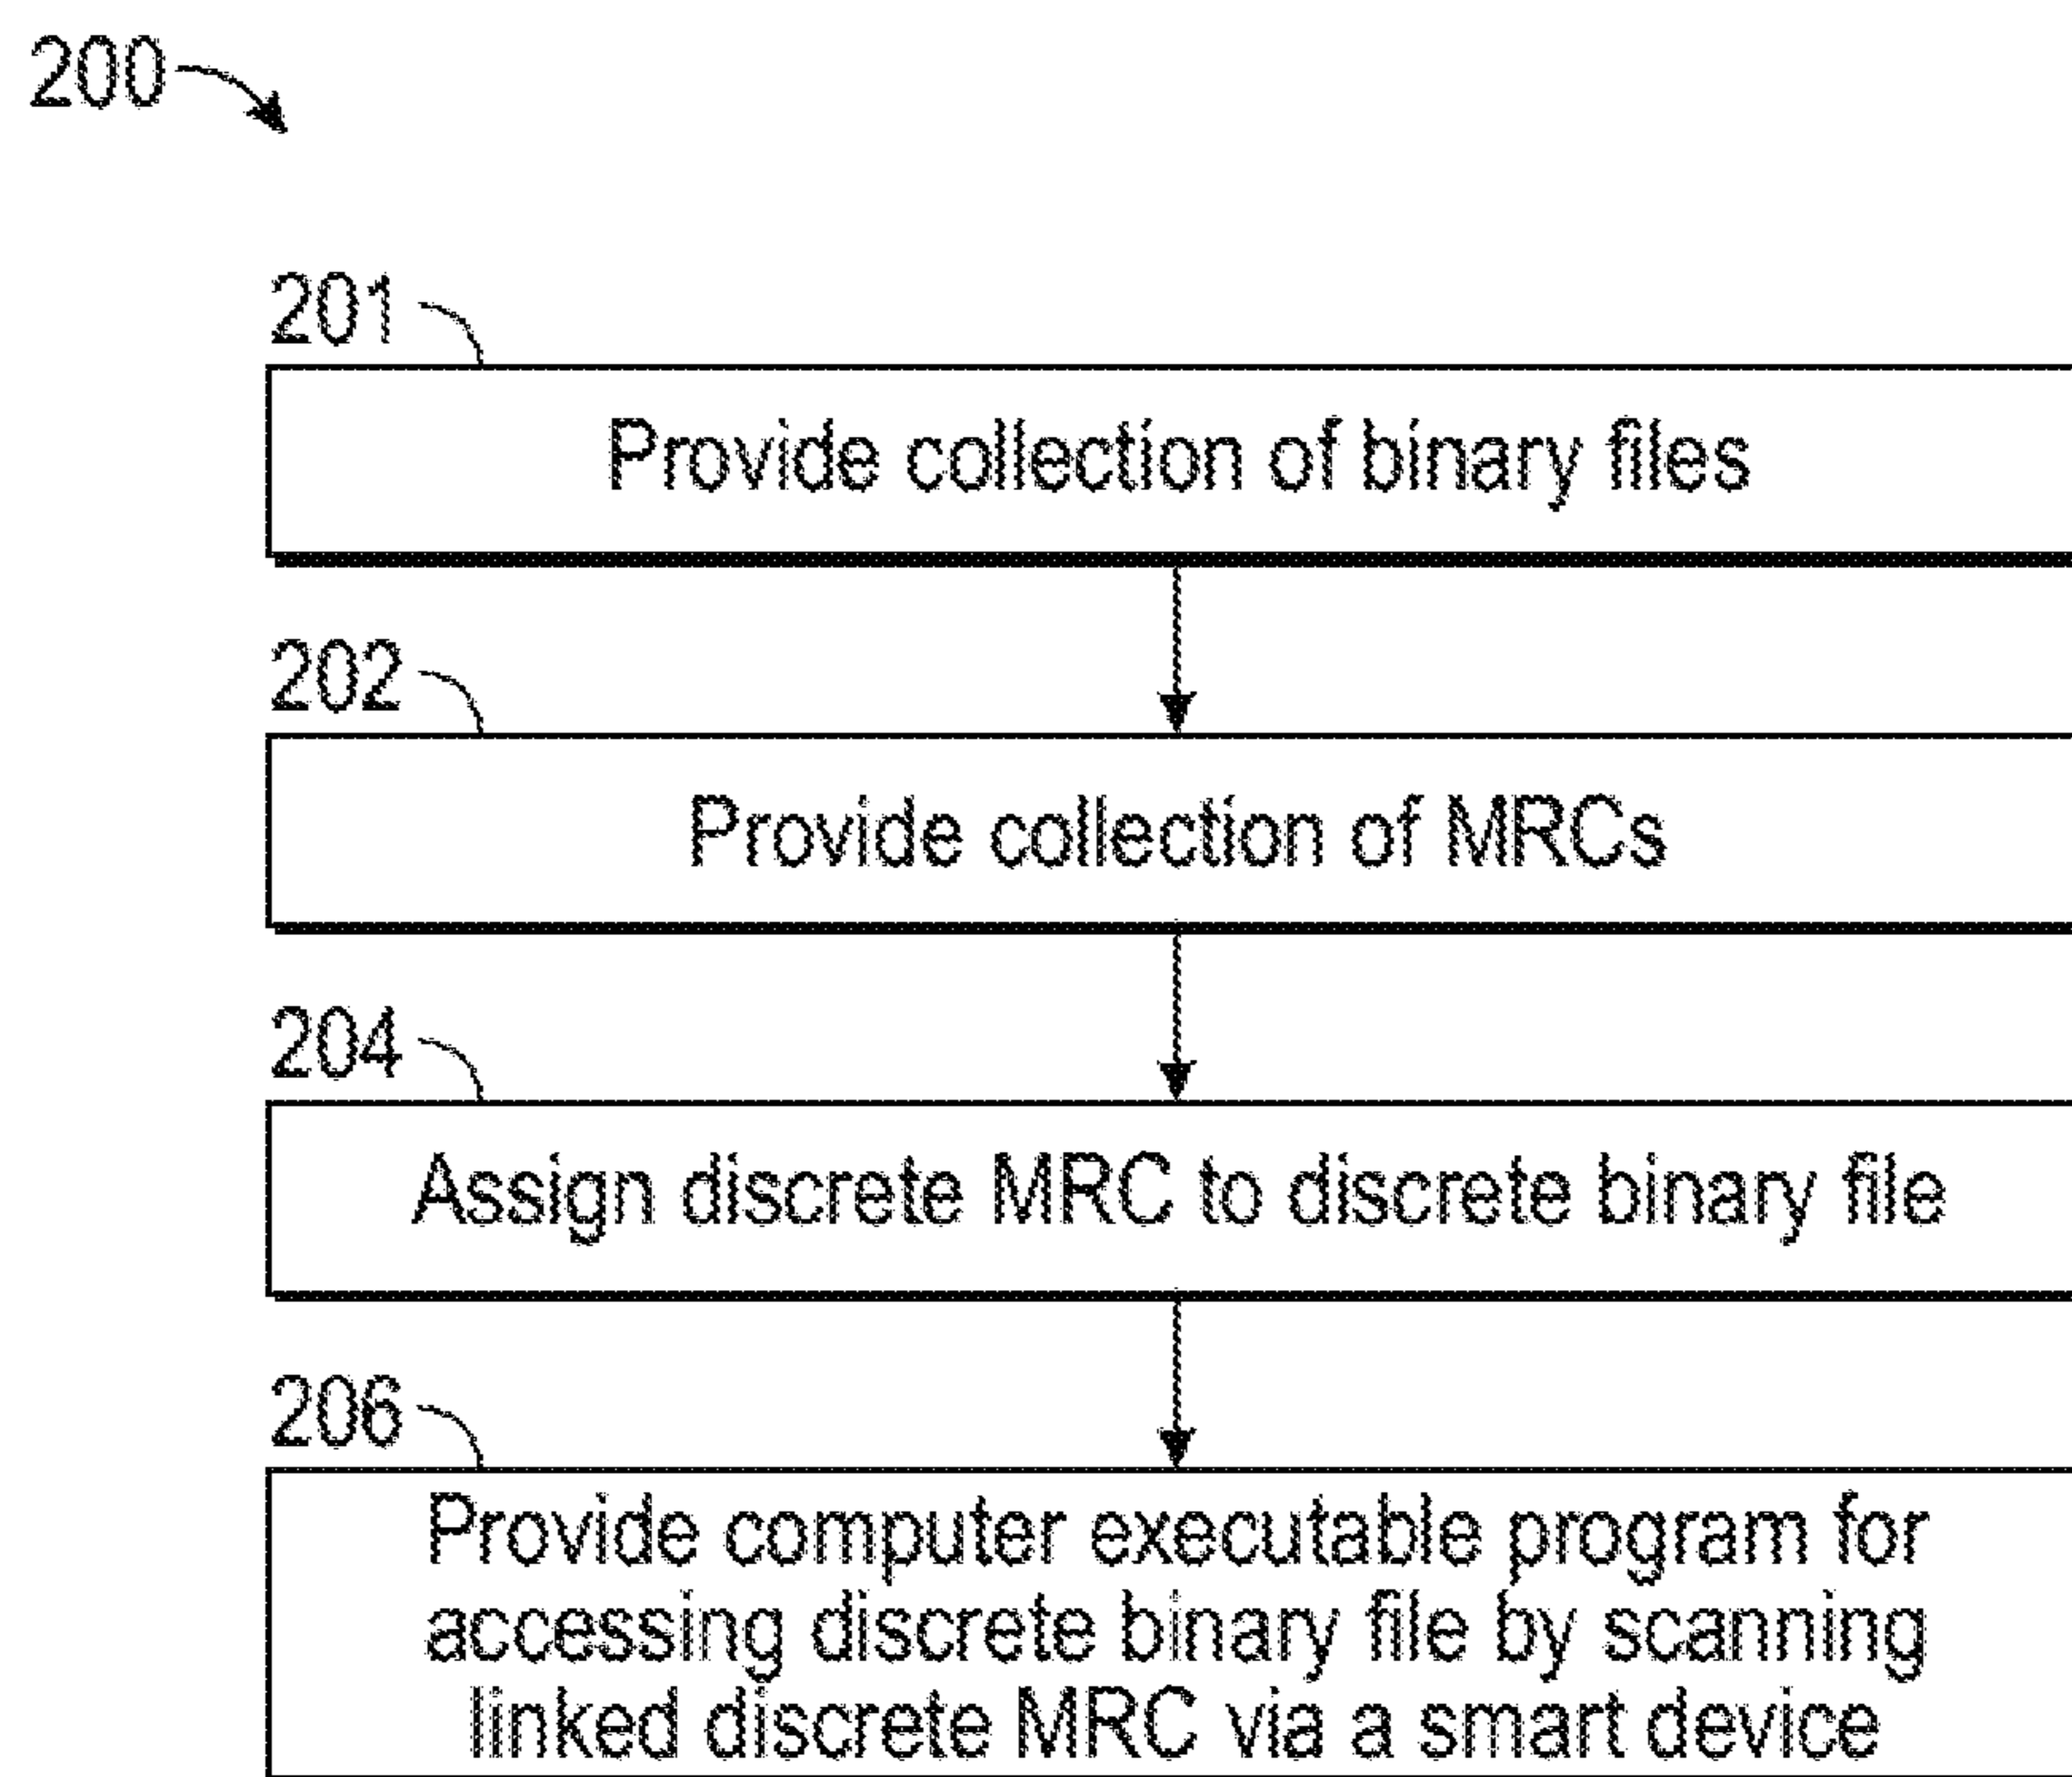 200
201
Provide collection of binary files
202
Provide collection of MRCs
204
Assign discrete MRC to discrete binary file
206
Provide computer executable program for
accessing discrete binary file by scanning
linked discrete MRC via a smart device